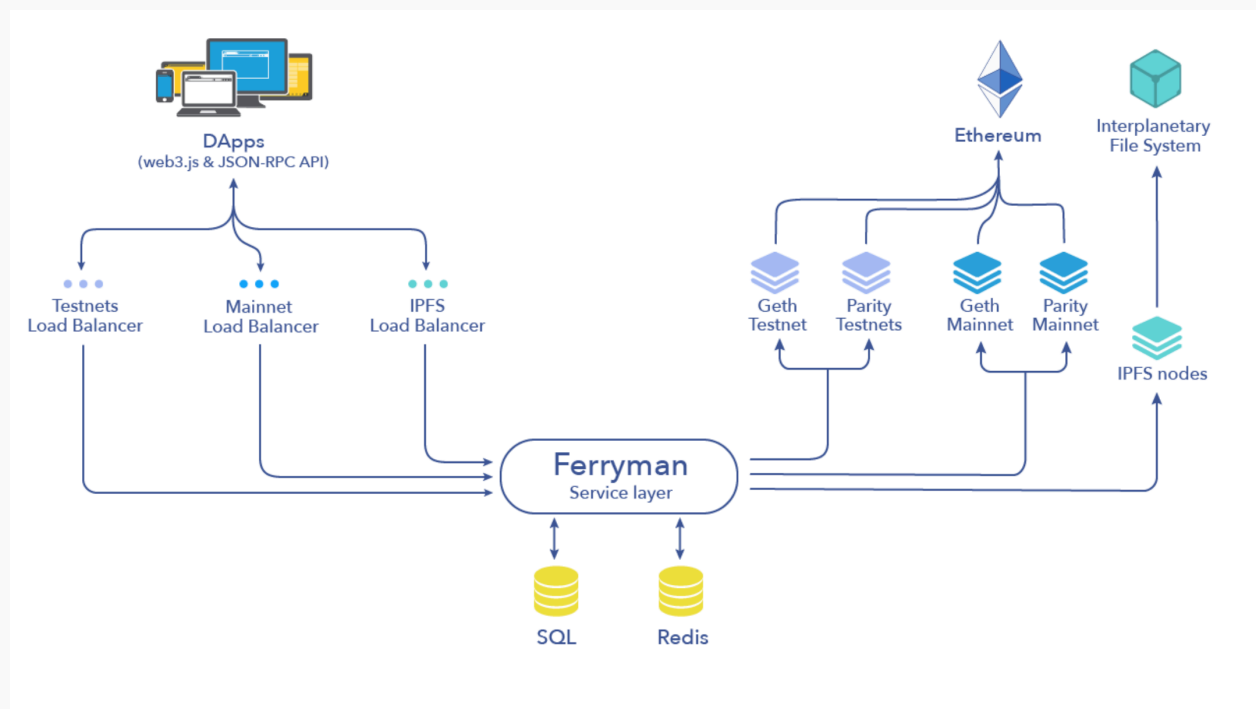 DApps
(web3.js & JSON-RPC API)
Ethereum
Interplanetary
File System
Testnets
Load Balancer
Mainnet
Load Balancer
IPFS
Load Balancer
Geth
Testnet
Parity
Testnets
Geth
Mainnet
Parity
Mainnet
IPFS nodes
Ferryman
Service layer
SQL
Redis